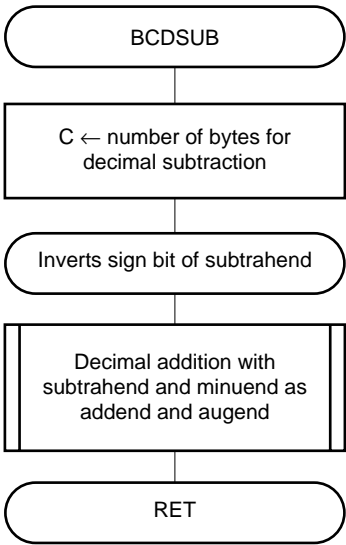 BCDSUB
C ← number of bytes for
decimal subtraction
Inverts sign bit of subtrahend
Decimal addition with
subtrahend and minuend as
addend and augend
RET